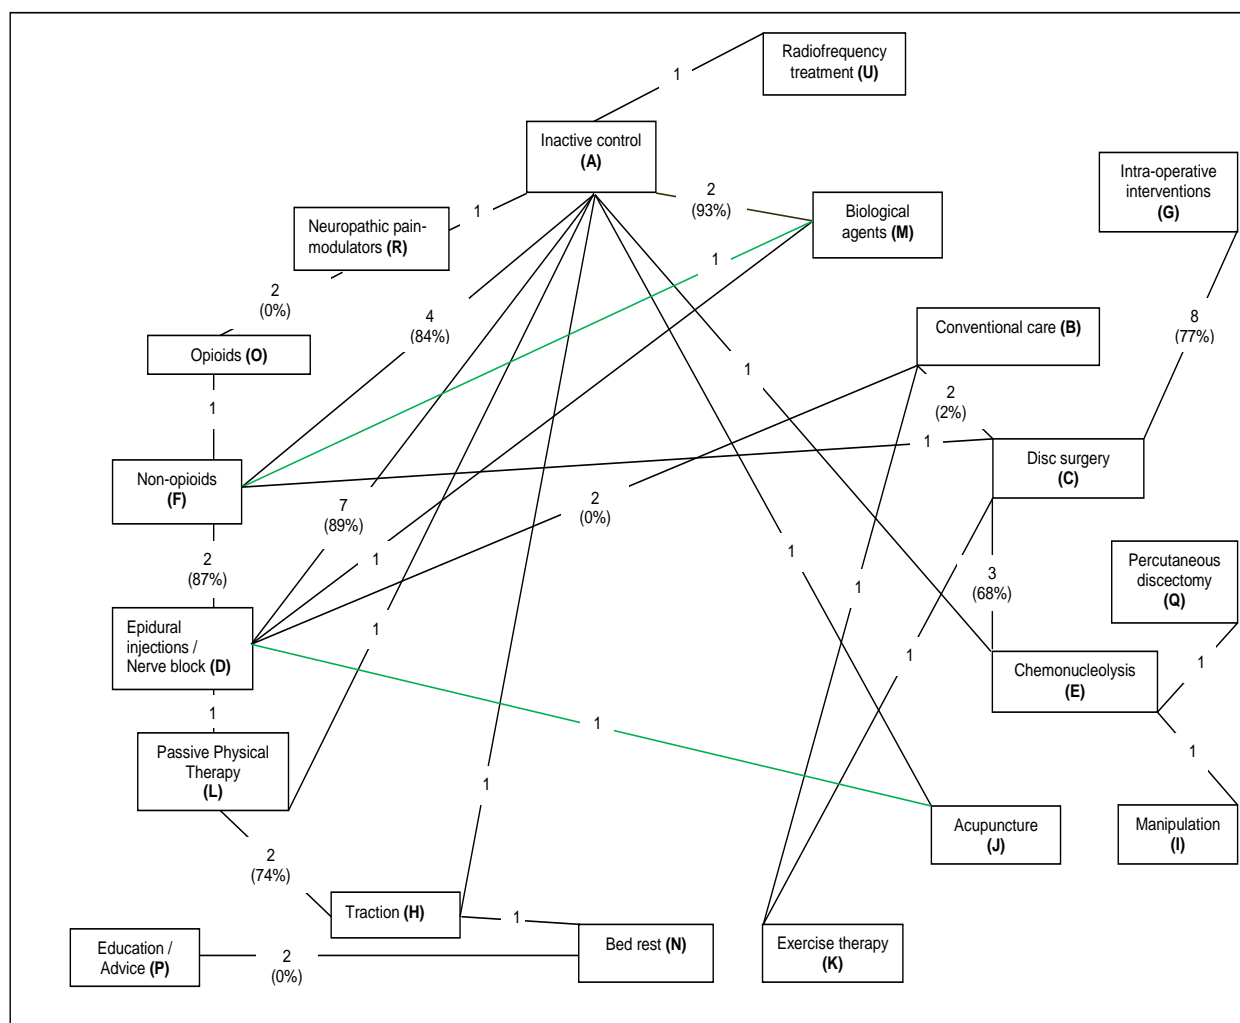 Radiofrequency
treatment (U)
1
Inactive control
(A)
Intra-operative
interventions
(G)
2
(93%)
Biological
agents (M)
1
Neuropathic pain-
modulators (R)
1
2
(0%)
4
(84%)
Conventional care (B)
8
(77%)
Opioids (O)
1
2
(2%)
1
1
Disc surgery
(C)
Non-opioids
(F)
7
(89%)
2
(0%)
2
(87%)
1
1
1
3
(68%)
Percutaneous
discectomy
(Q)
Epidural
injections /
Nerve block (D)
1
1
1
Chemonucleolysis
(E)
1
1
1
Passive Physical
Therapy
(L)
1
1
Acupuncture
(J)
Manipulation
(I)
2
(74%)
Traction (H)
1
Education /
Advice (P)
2
(0%)
Bed rest (N)
Exercise therapy
(K)